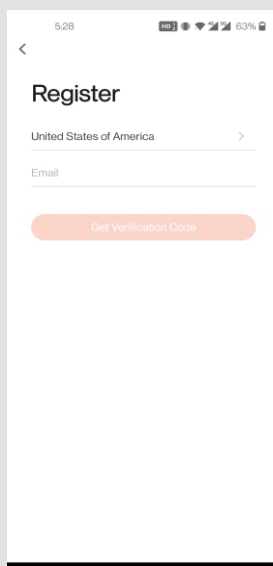 5:28
63%
Register
United States of America
Email
Get Verification Code